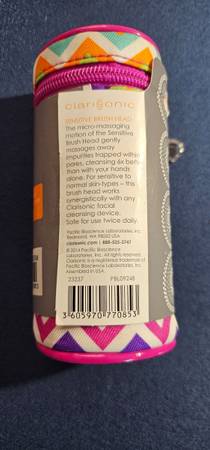 clarisonic
SENSITIVE BRUSH HEAD
The micro-massaging
motion of the Sensitive
Brush Head gently
massages away
impurities trapped within
pores, cleansing 6x better
than with your hands
alone. For sensitive to
normal skin-types – this
brush head works
synergistically with any
Clarisonic facial
cleansing device.
Safe for use twice daily.
Pacific Bioscience Laboratories, Inc.
Redmond, WA 98052 USA
clarisonic.com | 888-525-2747
© 2014 Pacific Bioscience
Laboratories, Inc. All rights reserved.
Clarisonic is a registered trademark of
Pacific Bioscience Laboratories, Inc.
Assembled in USA.
23237 PBL09248
3 605970 770853